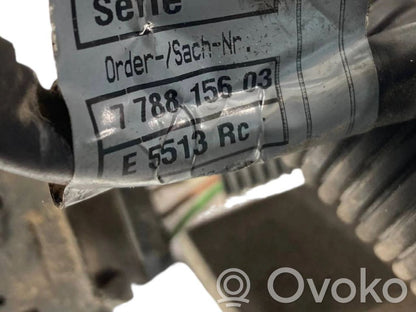 Serie
Order-/Sach-Nr.
7 788 156 03
E 5513 RC
Ovoko